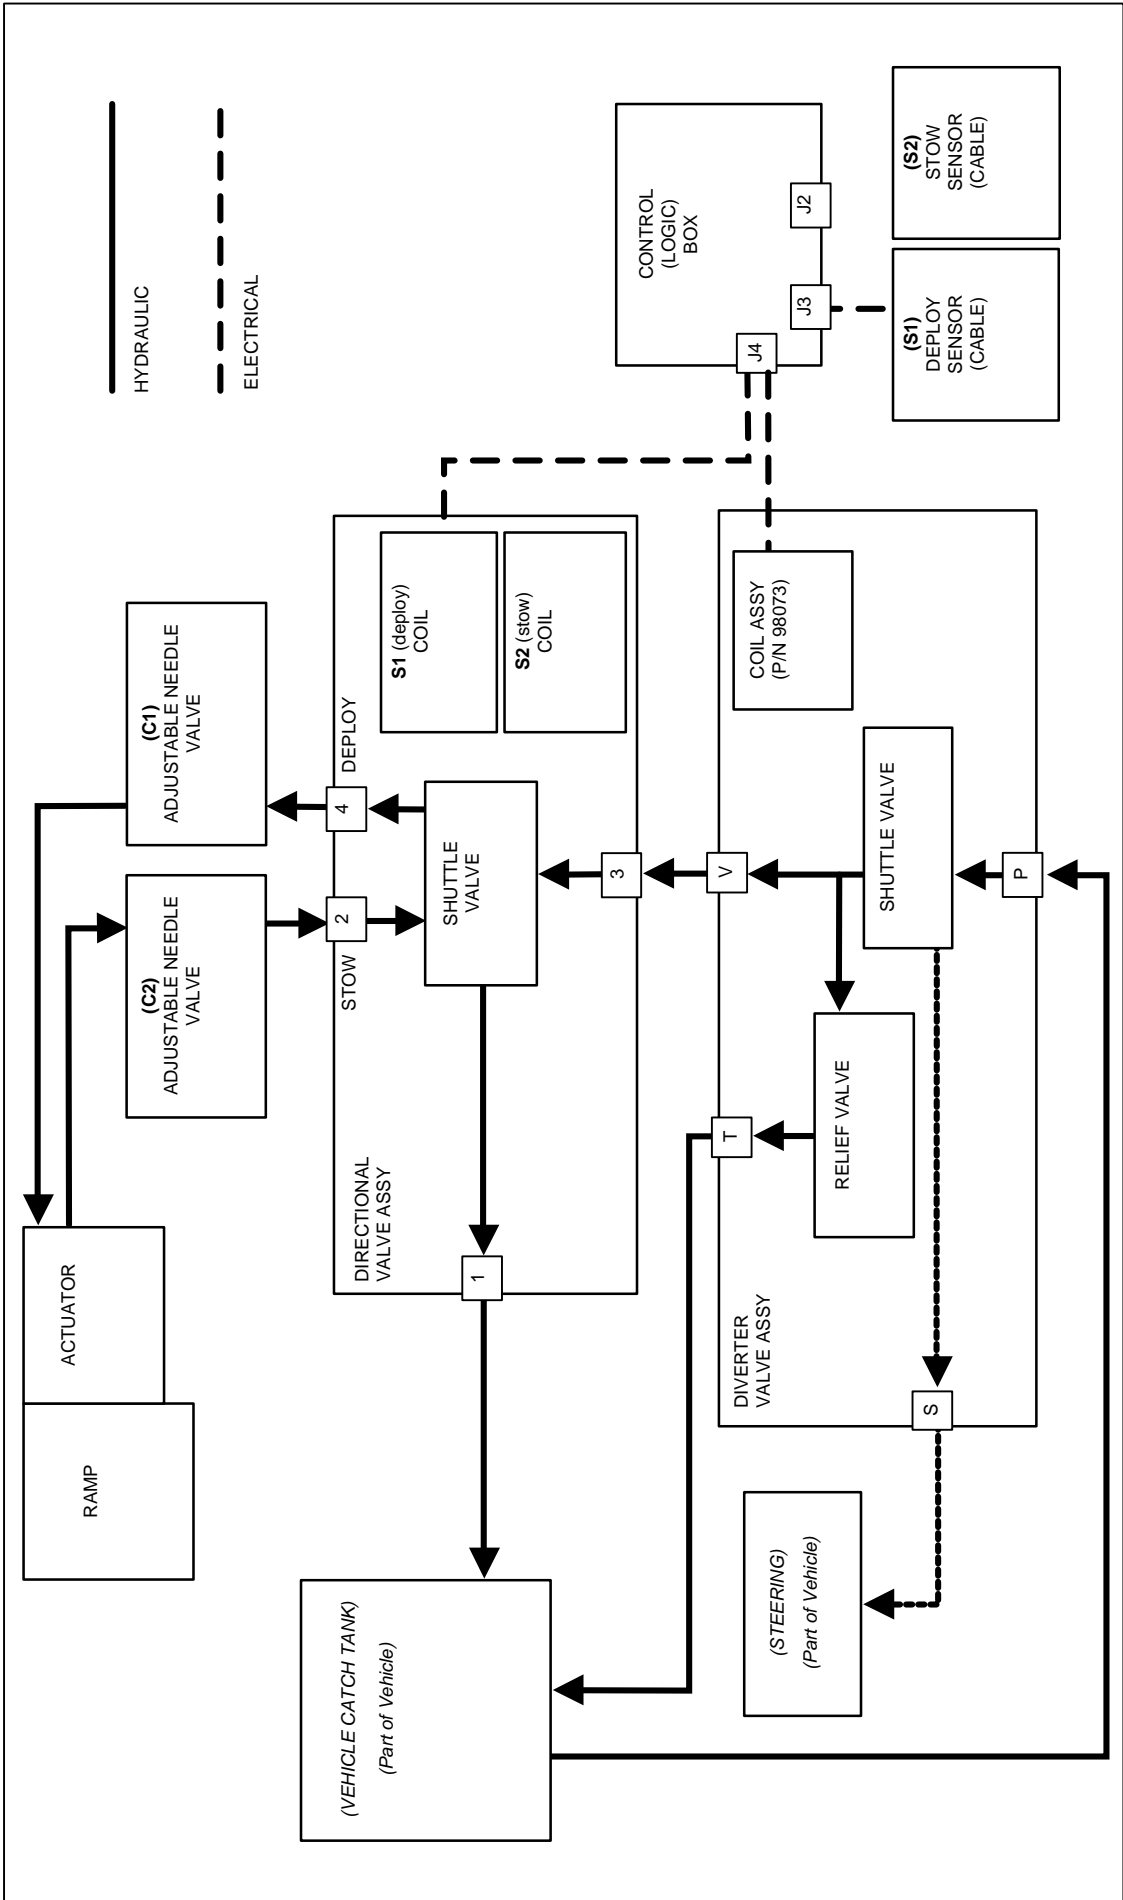 HYDRAULIC
ELECTRICAL
RAMP
ACTUATOR
(C2)
ADJUSTABLE NEEDLE
VALVE
(C1)
ADJUSTABLE NEEDLE
VALVE
(VEHICLE CATCH TANK)
(Part of Vehicle)
DIRECTIONAL
VALVE ASSY
STOW
2
4
DEPLOY
1
SHUTTLE
VALVE
S1 (deploy)
COIL
S2 (stow)
COIL
3
CONTROL
(LOGIC)
BOX
J4
J3
J2
(STEERING)
(Part of Vehicle)
DIVERTER
VALVE ASSY
T
V
RELIEF VALVE
SHUTTLE VALVE
COIL ASSY
(P/N 98073)
S
P
(S1)
DEPLOY
SENSOR
(CABLE)
(S2)
STOW
SENSOR
(CABLE)